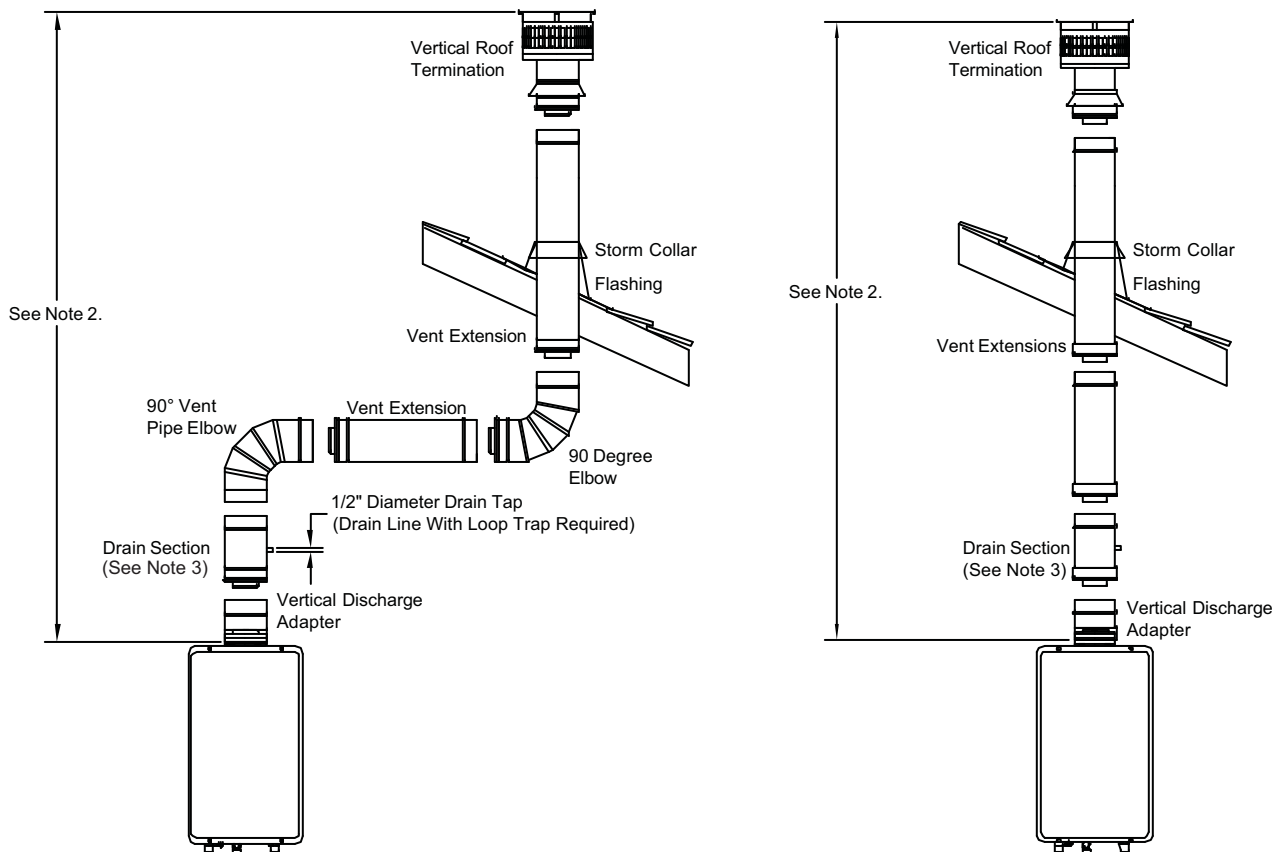 Vertical Roof
Termination
Storm Collar
Flashing
See Note 2.
Vent Extension
90° Vent
Pipe Elbow
Vent Extension
90 Degree
Elbow
1/2" Diameter Drain Tap
(Drain Line With Loop Trap Required)
Drain Section
(See Note 3)
Vertical Discharge
Adapter
Vertical Roof
Termination
Storm Collar
Flashing
See Note 2.
Vent Extensions
Drain Section
(See Note 3)
Vertical Discharge
Adapter